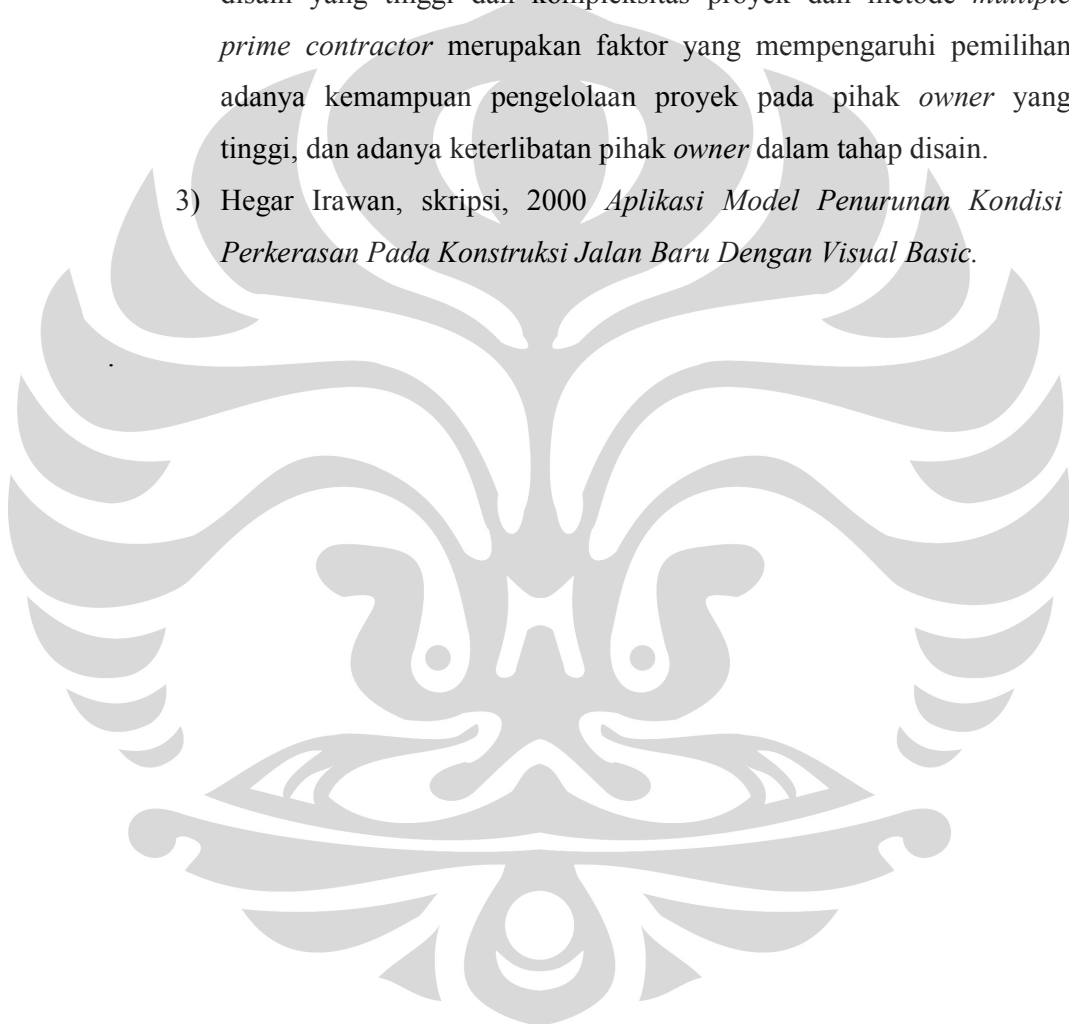 disain yang tinggi dan kompleksitas proyek dan metode multiple
prime contractor merupakan faktor yang mempengaruhi pemilihan
adanya kemampuan pengelolaan proyek pada pihak owner yang
tinggi, dan adanya keterlibatan pihak owner dalam tahap disain.
3) Hegar Irawan, skripsi, 2000 Aplikasi Model Penurunan Kondisi
Perkerasan Pada Konstruksi Jalan Baru Dengan Visual Basic.
.